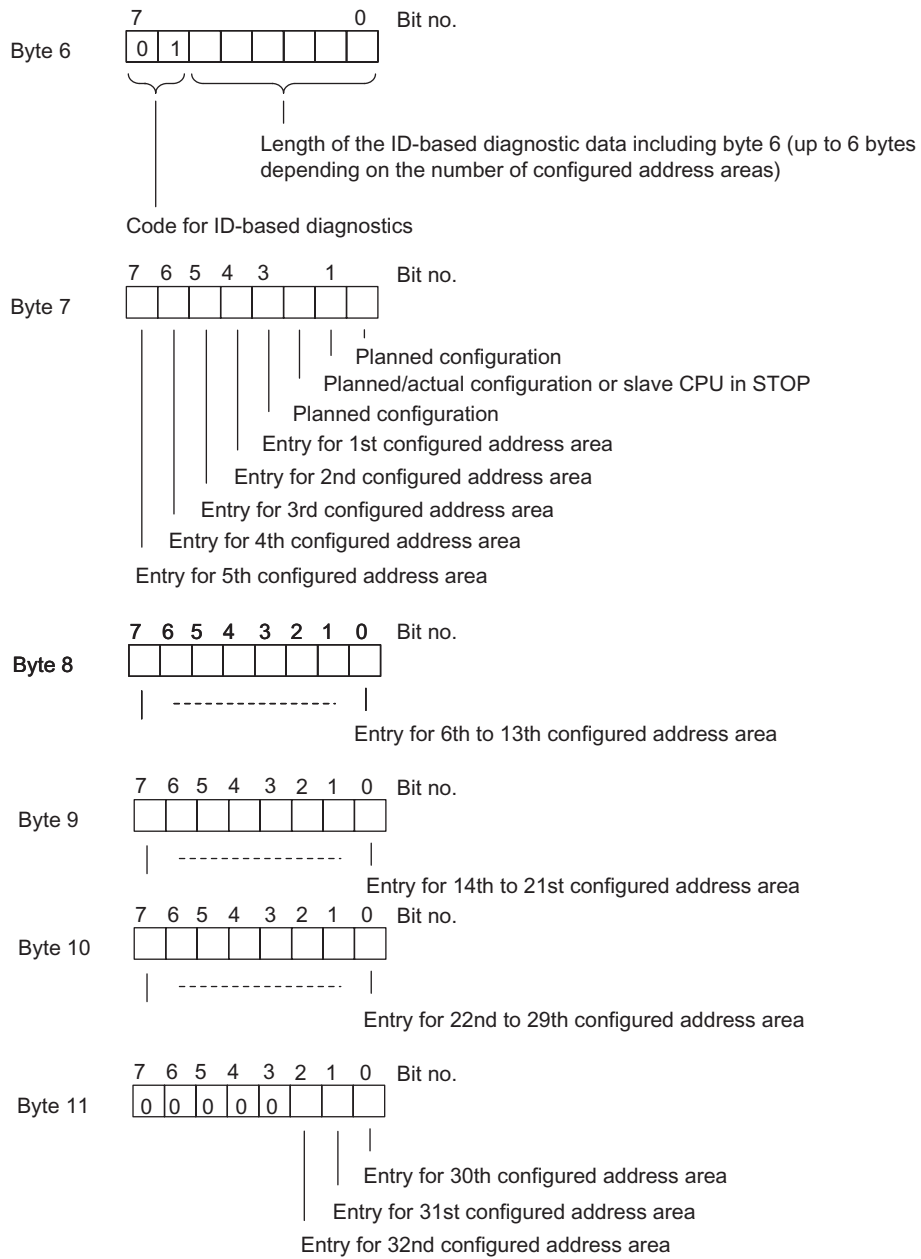 7 0 Bit no.
Byte 6
0 1
Length of the ID-based diagnostic data including byte 6 (up to 6 bytes
depending on the number of configured address areas)
Code for ID-based diagnostics
7 6 5 4 3 1 Bit no.
Byte 7
Planned configuration
Planned/actual configuration or slave CPU in STOP
Planned configuration
Entry for 1st configured address area
Entry for 2nd configured address area
Entry for 3rd configured address area
Entry for 4th configured address area
Entry for 5th configured address area
7 6 5 4 3 2 1 0 Bit no.
Byte 8
Entry for 6th to 13th configured address area
7 6 5 4 3 2 1 0 Bit no.
Byte 9
Entry for 14th to 21st configured address area
7 6 5 4 3 2 1 0 Bit no.
Byte 10
Entry for 22nd to 29th configured address area
7 6 5 4 3 2 1 0 Bit no.
Byte 11
0 0 0 0 0
Entry for 30th configured address area
Entry for 31st configured address area
Entry for 32nd configured address area